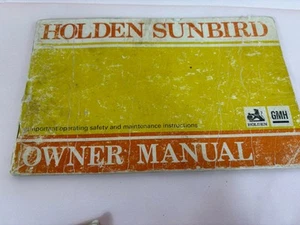 HOLDEN SUNBIRD
Important operating safety and maintenance instructions
HOLDEN
GMH
OWNER MANUAL